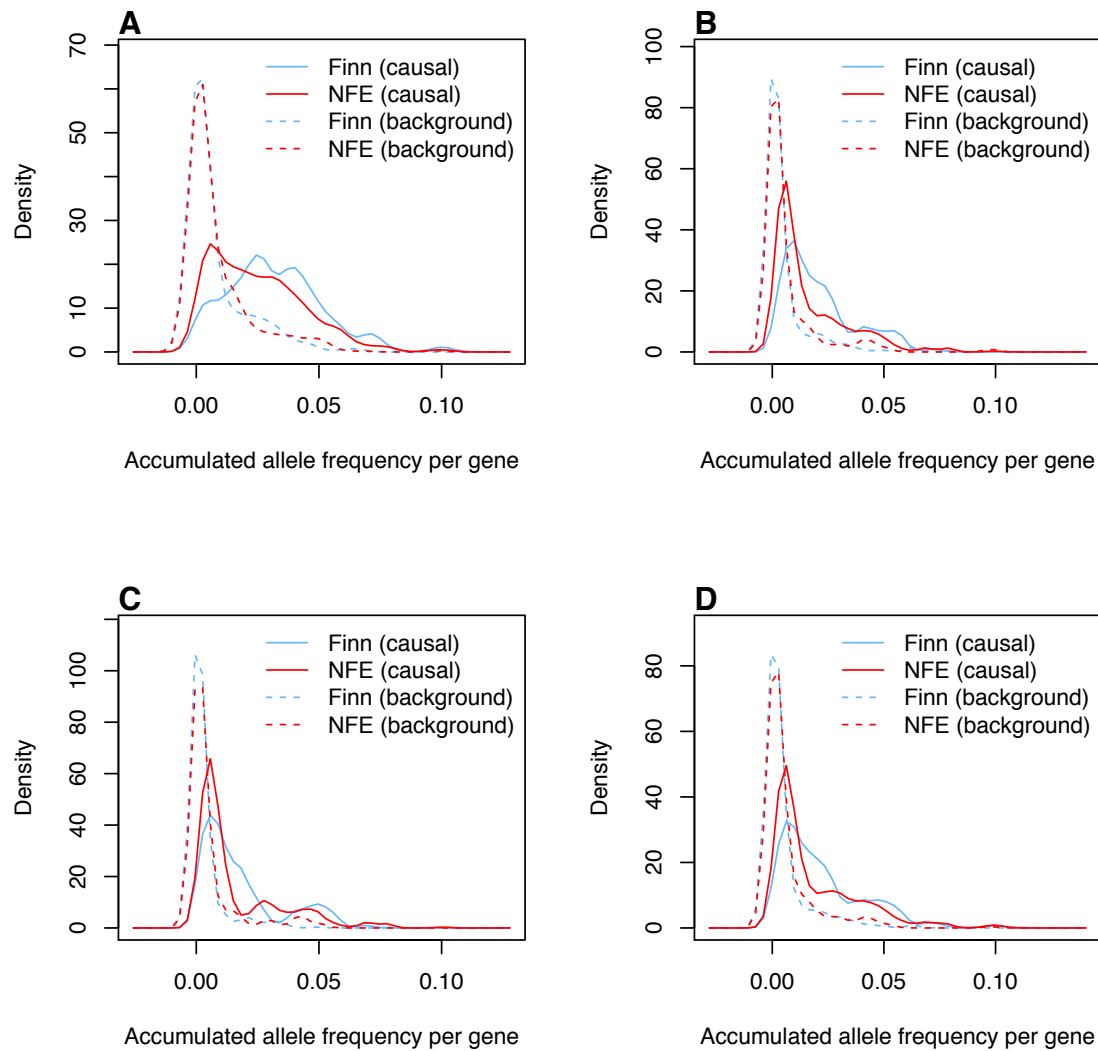 A
Density
70
50
30
10
0
Finn (causal)
NFE (causal)
Finn (background)
NFE (background)
0.00 0.05 0.10
Accumulated allele frequency per gene
B
Density
100
80
60
40
20
0
Finn (causal)
NFE (causal)
Finn (background)
NFE (background)
0.00 0.05 0.10
Accumulated allele frequency per gene
C
Density
100
80
60
40
20
0
Finn (causal)
NFE (causal)
Finn (background)
NFE (background)
0.00 0.05 0.10
Accumulated allele frequency per gene
D
Density
80
60
40
20
0
Finn (causal)
NFE (causal)
Finn (background)
NFE (background)
0.00 0.05 0.10
Accumulated allele frequency per gene